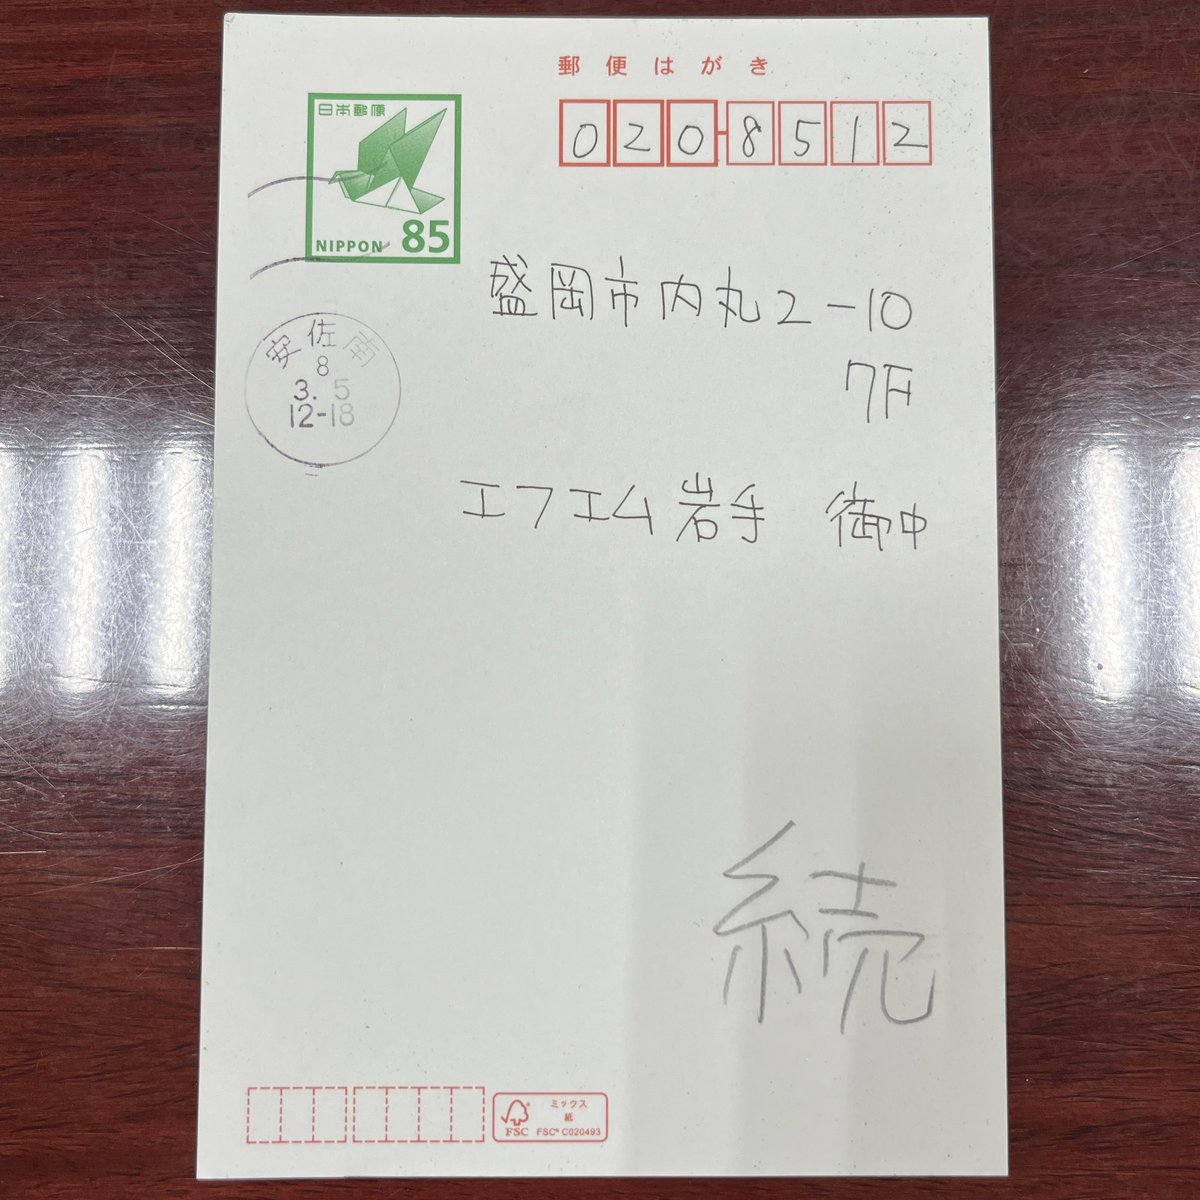 郵便はがき
日本郵便
NIPPON 85
020-8512
安佐南
8
3. 5
12-18
盛岡市内丸2-10
7F
エフエム岩手 御中
続
ミックス
紙
FSC
FSC® C020493